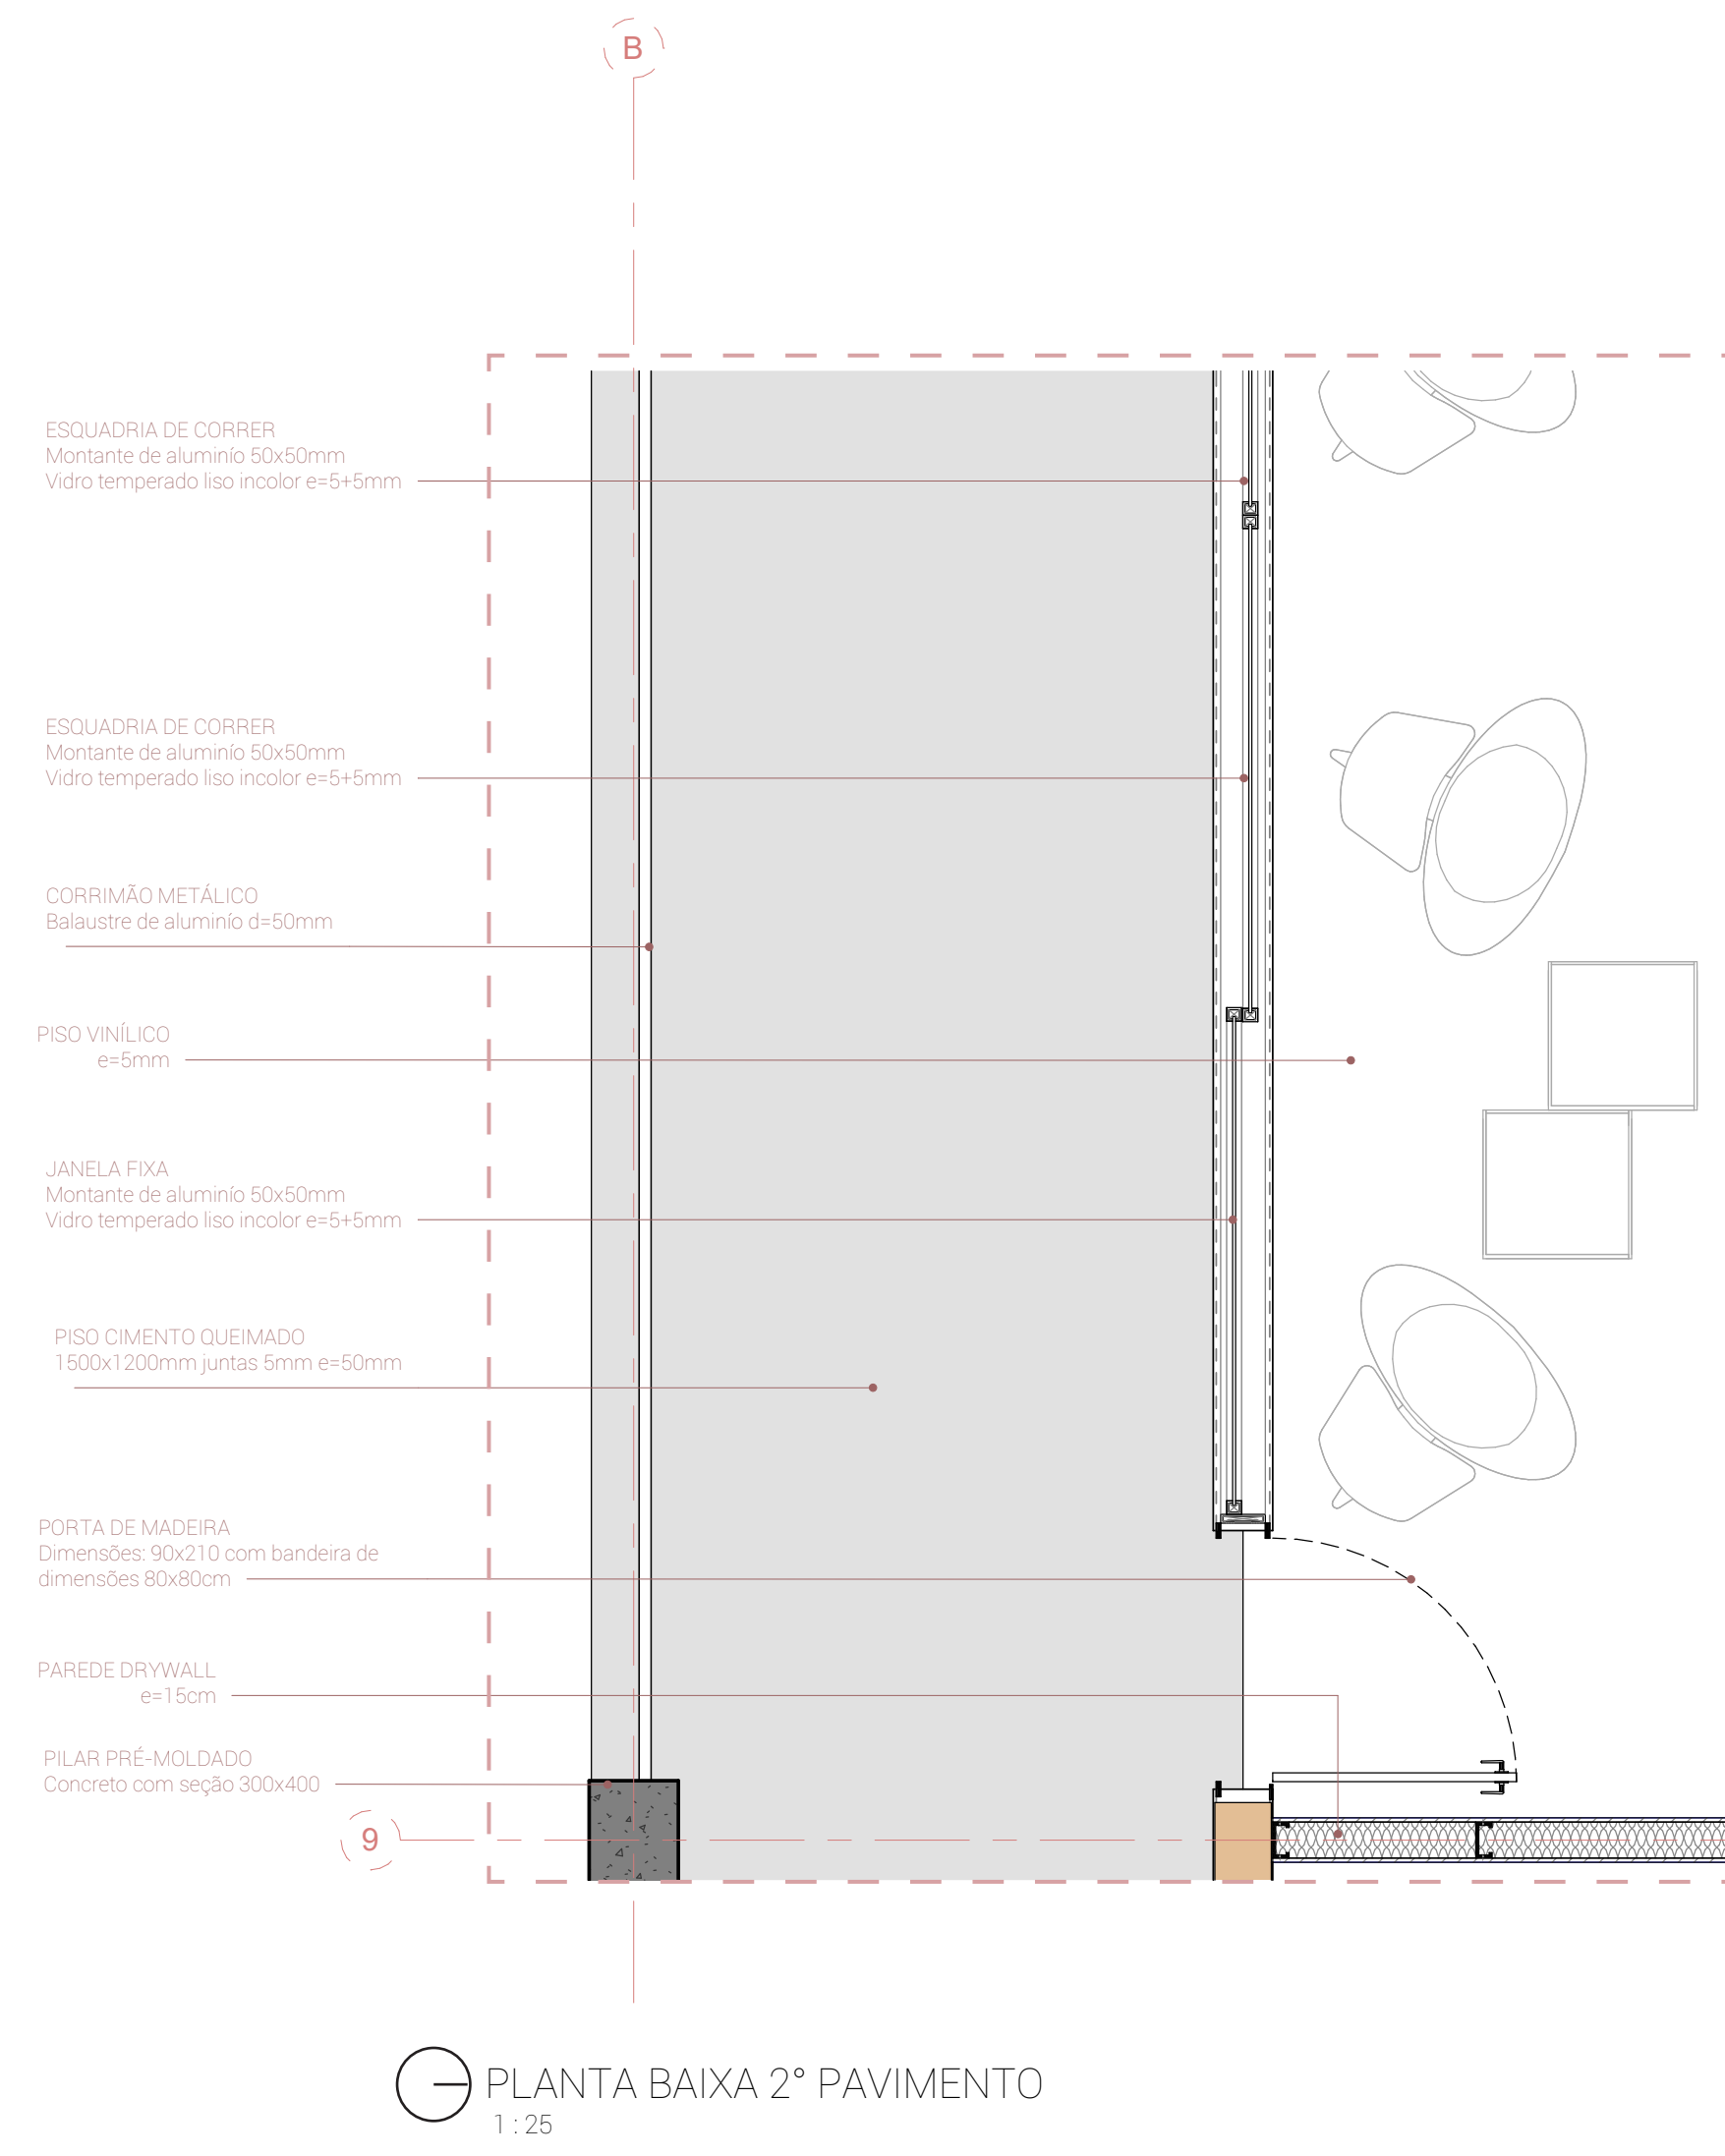 B
ESQUADRIA DE CORRER
Montante de aluminío 50x50mm
Vidro temperado liso incolor e=5+5mm
ESQUADRIA DE CORRER
Montante de aluminío 50x50mm
Vidro temperado liso incolor e=5+5mm
CORRIMÃO METÁLICO
Balaustre de aluminío d=50mm
PISO VINÍLICO
e=5mm
JANELA FIXA
Montante de aluminío 50x50mm
Vidro temperado liso incolor e=5+5mm
PISO CIMENTO QUEIMADO
1500x1200mm juntas 5mm e=50mm
PORTA DE MADEIRA
Dimensões: 90x210 com bandeira de
dimensões 80x80cm
PAREDE DRYWALL
e=15cm
PILAR PRÉ-MOLDADO
Concreto com seção 300x400
9
PLANTA BAIXA 2° PAVIMENTO
1 : 25